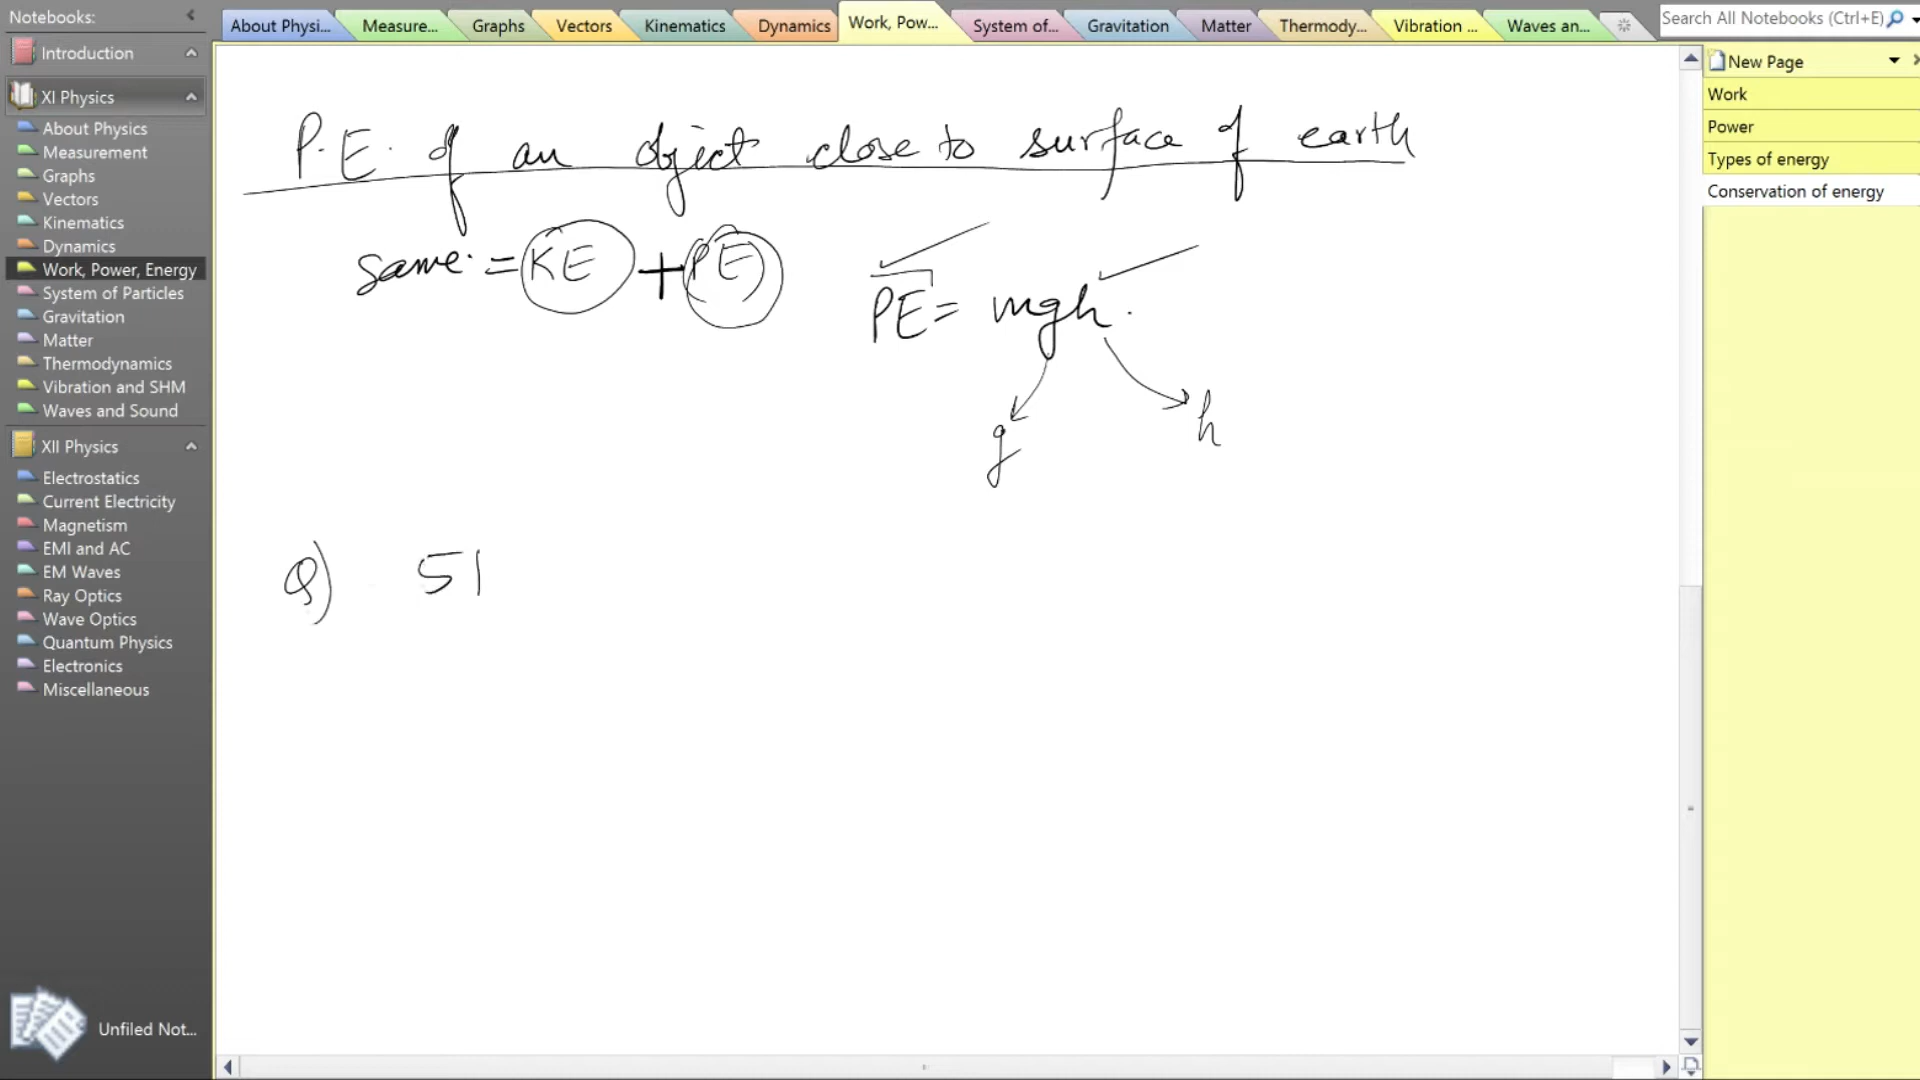 Notebooks:
Introduction
XI Physics
About Physics
Measurement
Graphs
Vectors
Kinematics
Dynamics
Work, Power, Energy
System of Particles
Gravitation
Matter
Thermodynamics
Vibration and SHM
Waves and Sound
XII Physics
Electrostatics
Current Electricity
Magnetism
EMI and AC
EM Waves
Ray Optics
Wave Optics
Quantum Physics
Electronics
Miscellaneous
Unfiled Not...
About Physi... Measure... Graphs Vectors Kinematics Dynamics Work, Pow... System of... Gravitation Matter Thermody... Vibration ... Waves an...
Search All Notebooks (Ctrl+E)
P.E. of an object close to surface of earth
same. = KE + PE
PE = mgh.
g h
Q) 51
New Page
Work
Power
Types of energy
Conservation of energy